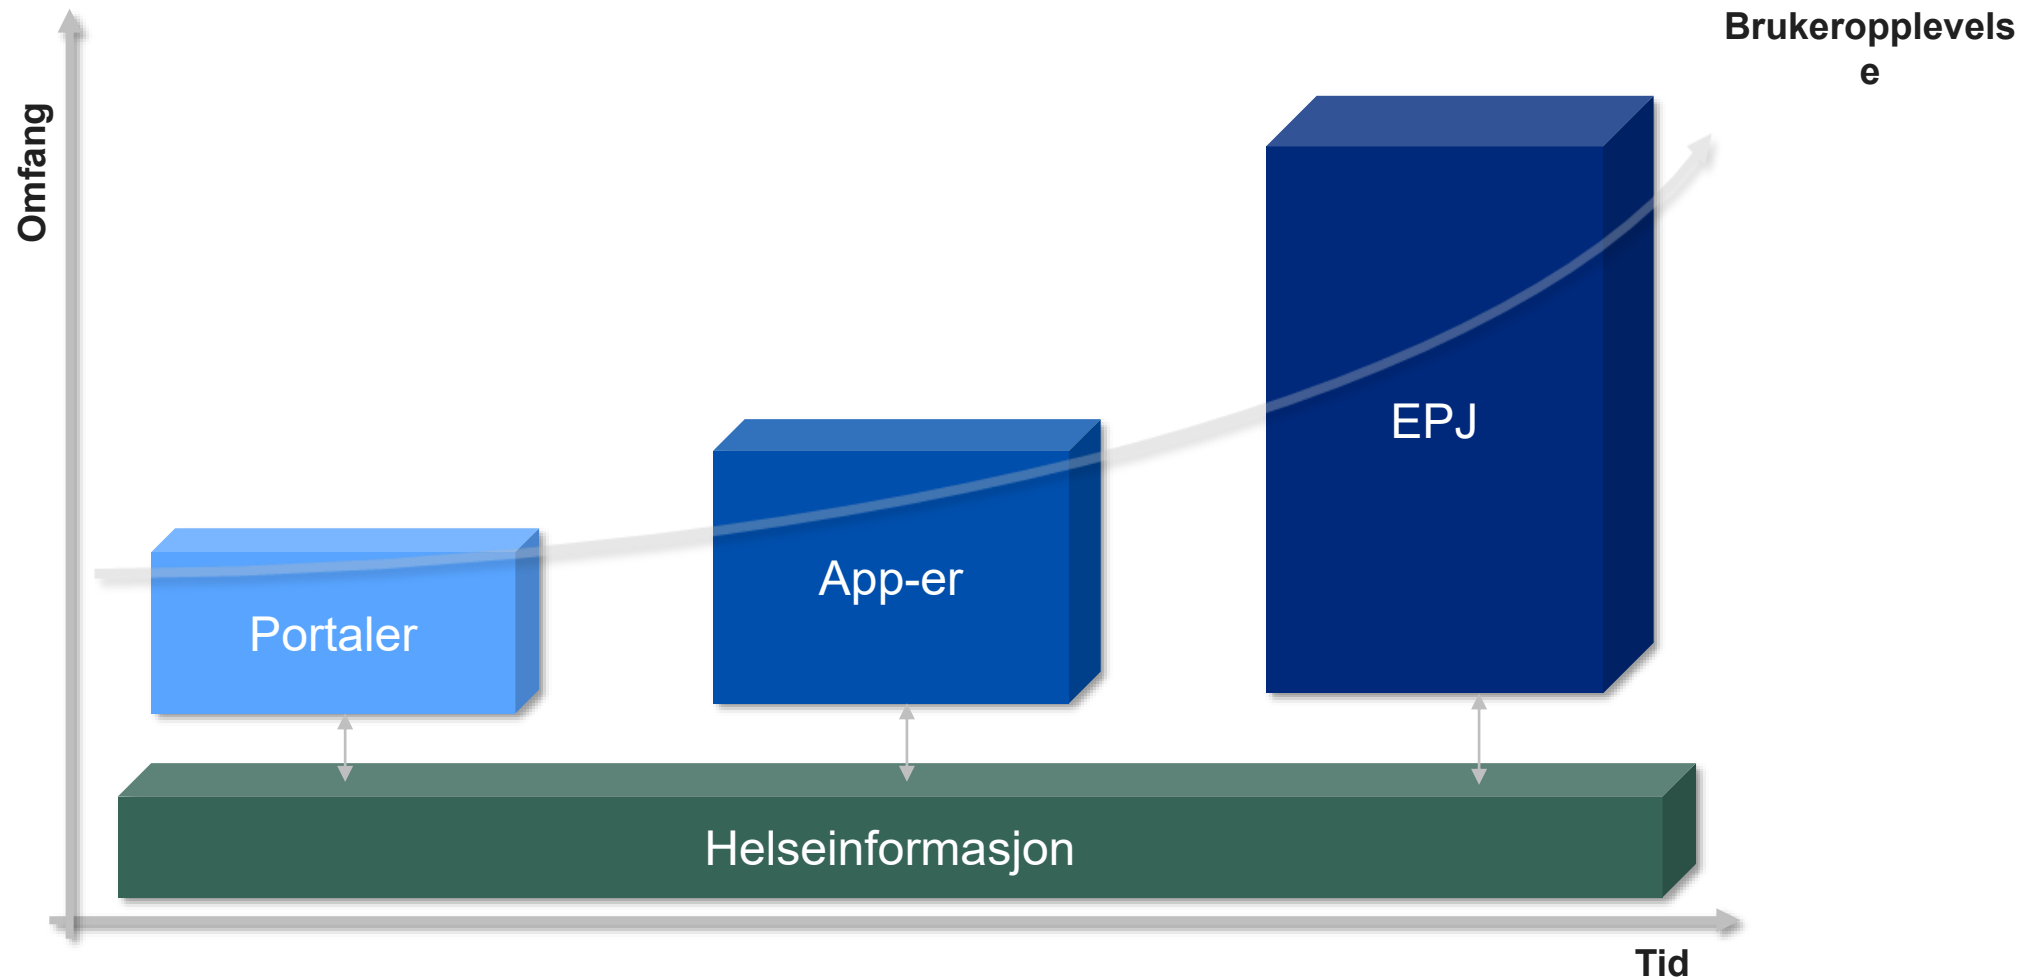 Brukeropplevels
e
Omfang
EPJ
App-er
Portaler
Helseinformasjon
Tid